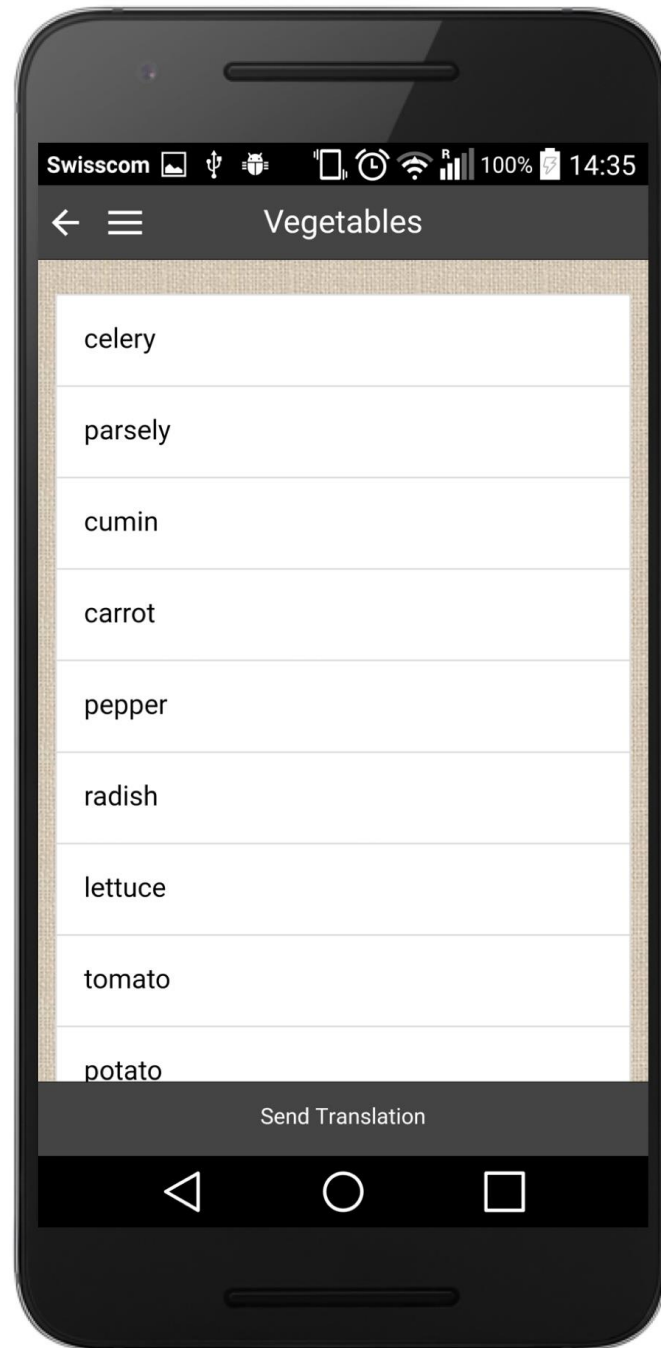 Swisscom R 100% 14:35
Vegetables
celery
parsely
cumin
carrot
pepper
radish
lettuce
tomato
potato
Send Translation